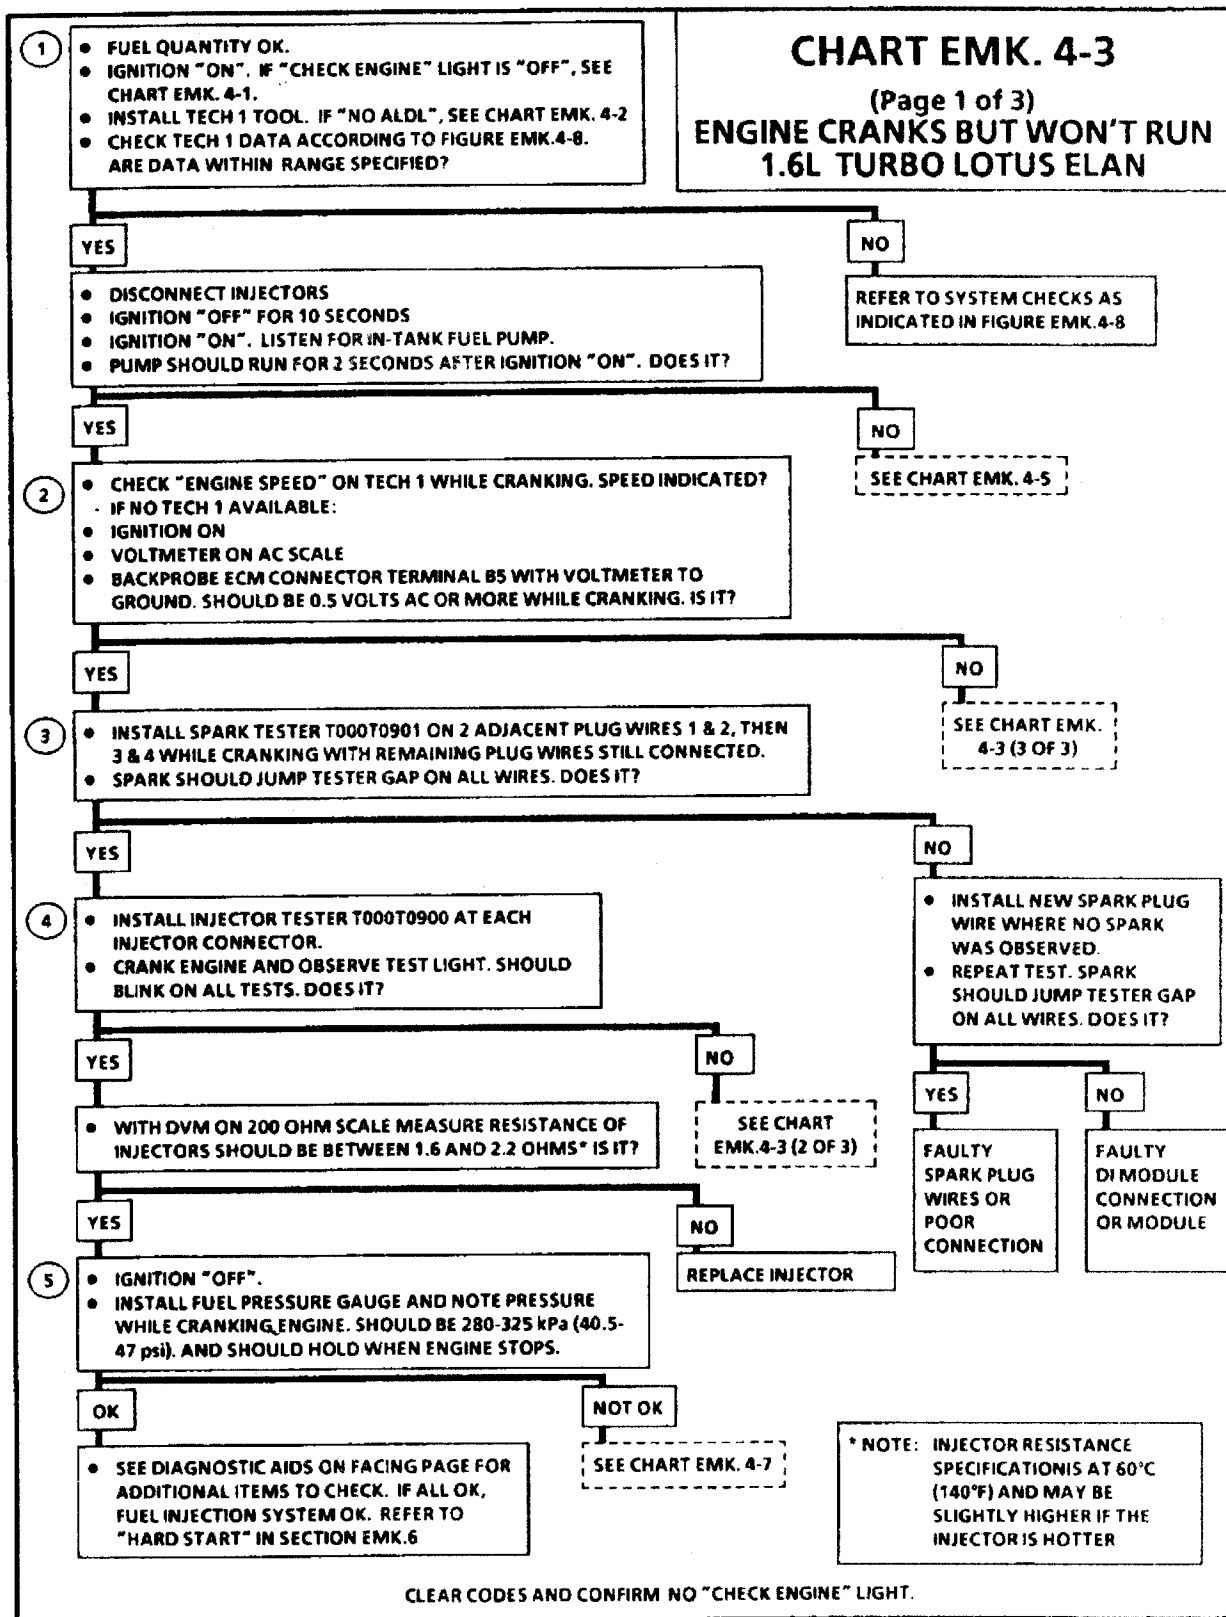 CHART EMK. 4-3
(Page 1 of 3)
ENGINE CRANKS BUT WON'T RUN
1.6L TURBO LOTUS ELAN
1
● FUEL QUANTITY OK.
● IGNITION "ON". IF "CHECK ENGINE" LIGHT IS "OFF", SEE
CHART EMK. 4-1.
● INSTALL TECH 1 TOOL. IF "NO ALDL", SEE CHART EMK. 4-2
● CHECK TECH 1 DATA ACCORDING TO FIGURE EMK.4-8.
ARE DATA WITHIN RANGE SPECIFIED?
YES
NO
● DISCONNECT INJECTORS
● IGNITION "OFF" FOR 10 SECONDS
● IGNITION "ON". LISTEN FOR IN-TANK FUEL PUMP.
● PUMP SHOULD RUN FOR 2 SECONDS AFTER IGNITION "ON". DOES IT?
REFER TO SYSTEM CHECKS AS
INDICATED IN FIGURE EMK.4-8
YES
NO
SEE CHART EMK. 4-5
2
● CHECK "ENGINE SPEED" ON TECH 1 WHILE CRANKING. SPEED INDICATED?
IF NO TECH 1 AVAILABLE:
● IGNITION ON
● VOLTMETER ON AC SCALE
● BACKPROBE ECM CONNECTOR TERMINAL B5 WITH VOLTMETER TO
GROUND. SHOULD BE 0.5 VOLTS AC OR MORE WHILE CRANKING. IS IT?
YES
NO
SEE CHART EMK.
4-3 (3 OF 3)
3
● INSTALL SPARK TESTER T000T0901 ON 2 ADJACENT PLUG WIRES 1 & 2, THEN
3 & 4 WHILE CRANKING WITH REMAINING PLUG WIRES STILL CONNECTED.
● SPARK SHOULD JUMP TESTER GAP ON ALL WIRES. DOES IT?
YES
NO
4
● INSTALL INJECTOR TESTER T000T0900 AT EACH
INJECTOR CONNECTOR.
● CRANK ENGINE AND OBSERVE TEST LIGHT. SHOULD
BLINK ON ALL TESTS. DOES IT?
● INSTALL NEW SPARK PLUG
WIRE WHERE NO SPARK
WAS OBSERVED.
● REPEAT TEST. SPARK
SHOULD JUMP TESTER GAP
ON ALL WIRES. DOES IT?
YES
NO
YES
NO
● WITH DVM ON 200 OHM SCALE MEASURE RESISTANCE OF
INJECTORS SHOULD BE BETWEEN 1.6 AND 2.2 OHMS* IS IT?
SEE CHART
EMK.4-3 (2 OF 3)
FAULTY
SPARK PLUG
WIRES OR
POOR
CONNECTION
FAULTY
DI MODULE
CONNECTION
OR MODULE
YES
NO
REPLACE INJECTOR
5
● IGNITION "OFF".
● INSTALL FUEL PRESSURE GAUGE AND NOTE PRESSURE
WHILE CRANKING ENGINE. SHOULD BE 280-325 kPa (40.5-
47 psi). AND SHOULD HOLD WHEN ENGINE STOPS.
OK
NOT OK
● SEE DIAGNOSTIC AIDS ON FACING PAGE FOR
ADDITIONAL ITEMS TO CHECK. IF ALL OK,
FUEL INJECTION SYSTEM OK. REFER TO
"HARD START" IN SECTION EMK.6
SEE CHART EMK. 4-7
* NOTE: INJECTOR RESISTANCE
SPECIFICATIONIS AT 60°C
(140°F) AND MAY BE
SLIGHTLY HIGHER IF THE
INJECTOR IS HOTTER
CLEAR CODES AND CONFIRM NO "CHECK ENGINE" LIGHT.